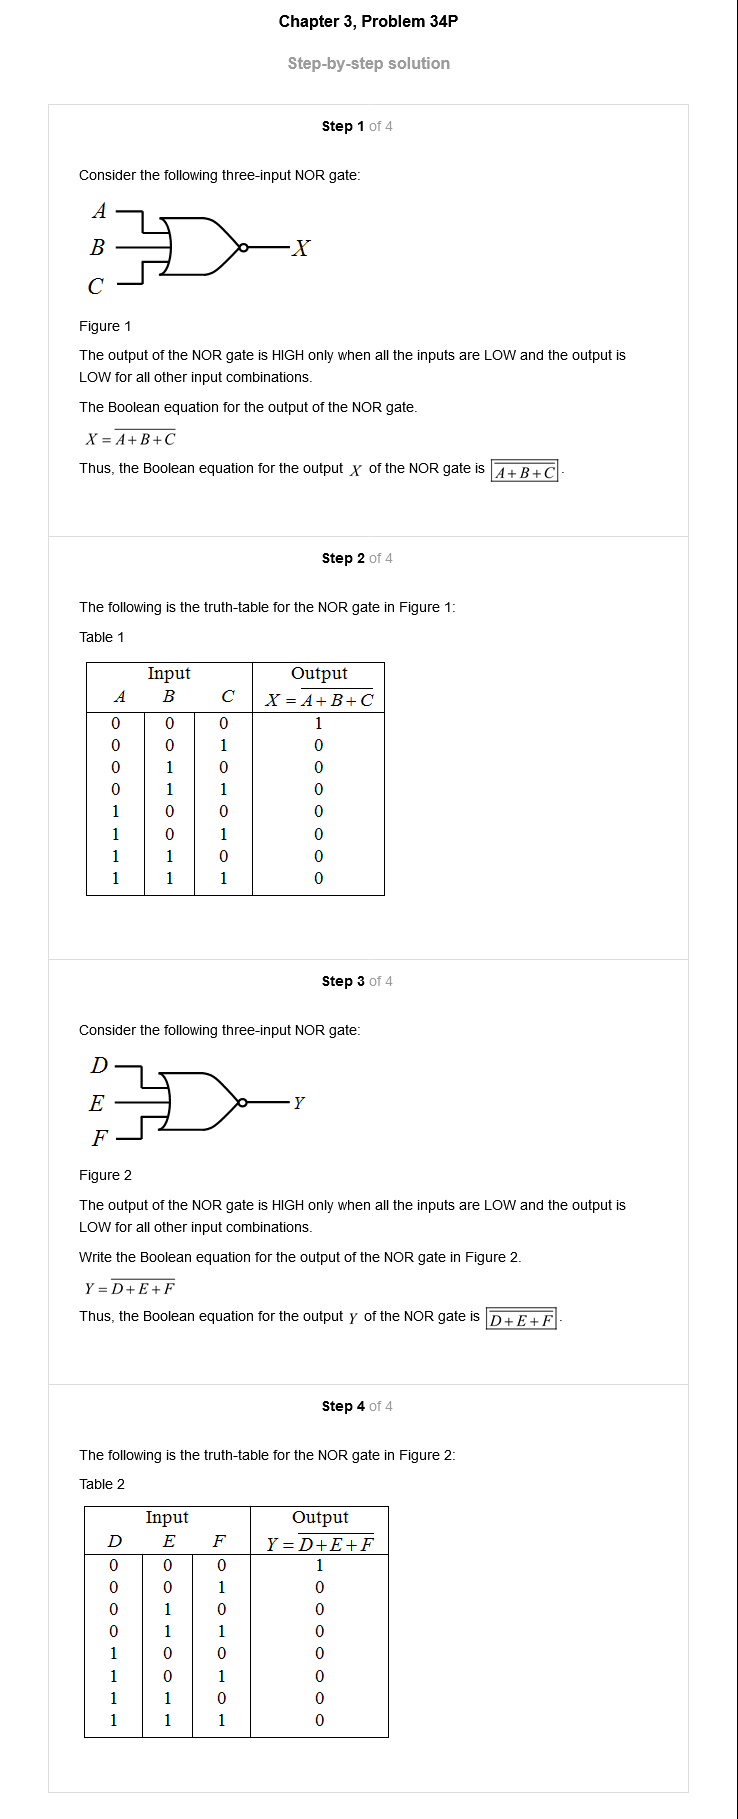 Chapter 3, Problem 34P
Step-by-step solution
Step 1 of 4
Consider the following three-input NOR gate:
A
B
X
C
Figure 1
The output of the NOR gate is HIGH only when all the inputs are LOW and the output is
LOW for all other input combinations.
The Boolean equation for the output of the NOR gate.
X = A̅+̅B̅+̅C̅
Thus, the Boolean equation for the output X of the NOR gate is A̅+̅B̅+̅C̅.
Step 2 of 4
The following is the truth-table for the NOR gate in Figure 1:
Table 1
Input Output
A B C X = A̅+̅B̅+̅C̅
0 0 0 1
0 0 1 0
0 1 0 0
0 1 1 0
1 0 0 0
1 0 1 0
1 1 0 0
1 1 1 0
Step 3 of 4
Consider the following three-input NOR gate:
D
E
Y
F
Figure 2
The output of the NOR gate is HIGH only when all the inputs are LOW and the output is
LOW for all other input combinations.
Write the Boolean equation for the output of the NOR gate in Figure 2.
Y = D̅+̅E̅+̅F̅
Thus, the Boolean equation for the output Y of the NOR gate is D̅+̅E̅+̅F̅.
Step 4 of 4
The following is the truth-table for the NOR gate in Figure 2:
Table 2
Input Output
D E F Y = D̅+̅E̅+̅F̅
0 0 0 1
0 0 1 0
0 1 0 0
0 1 1 0
1 0 0 0
1 0 1 0
1 1 0 0
1 1 1 0